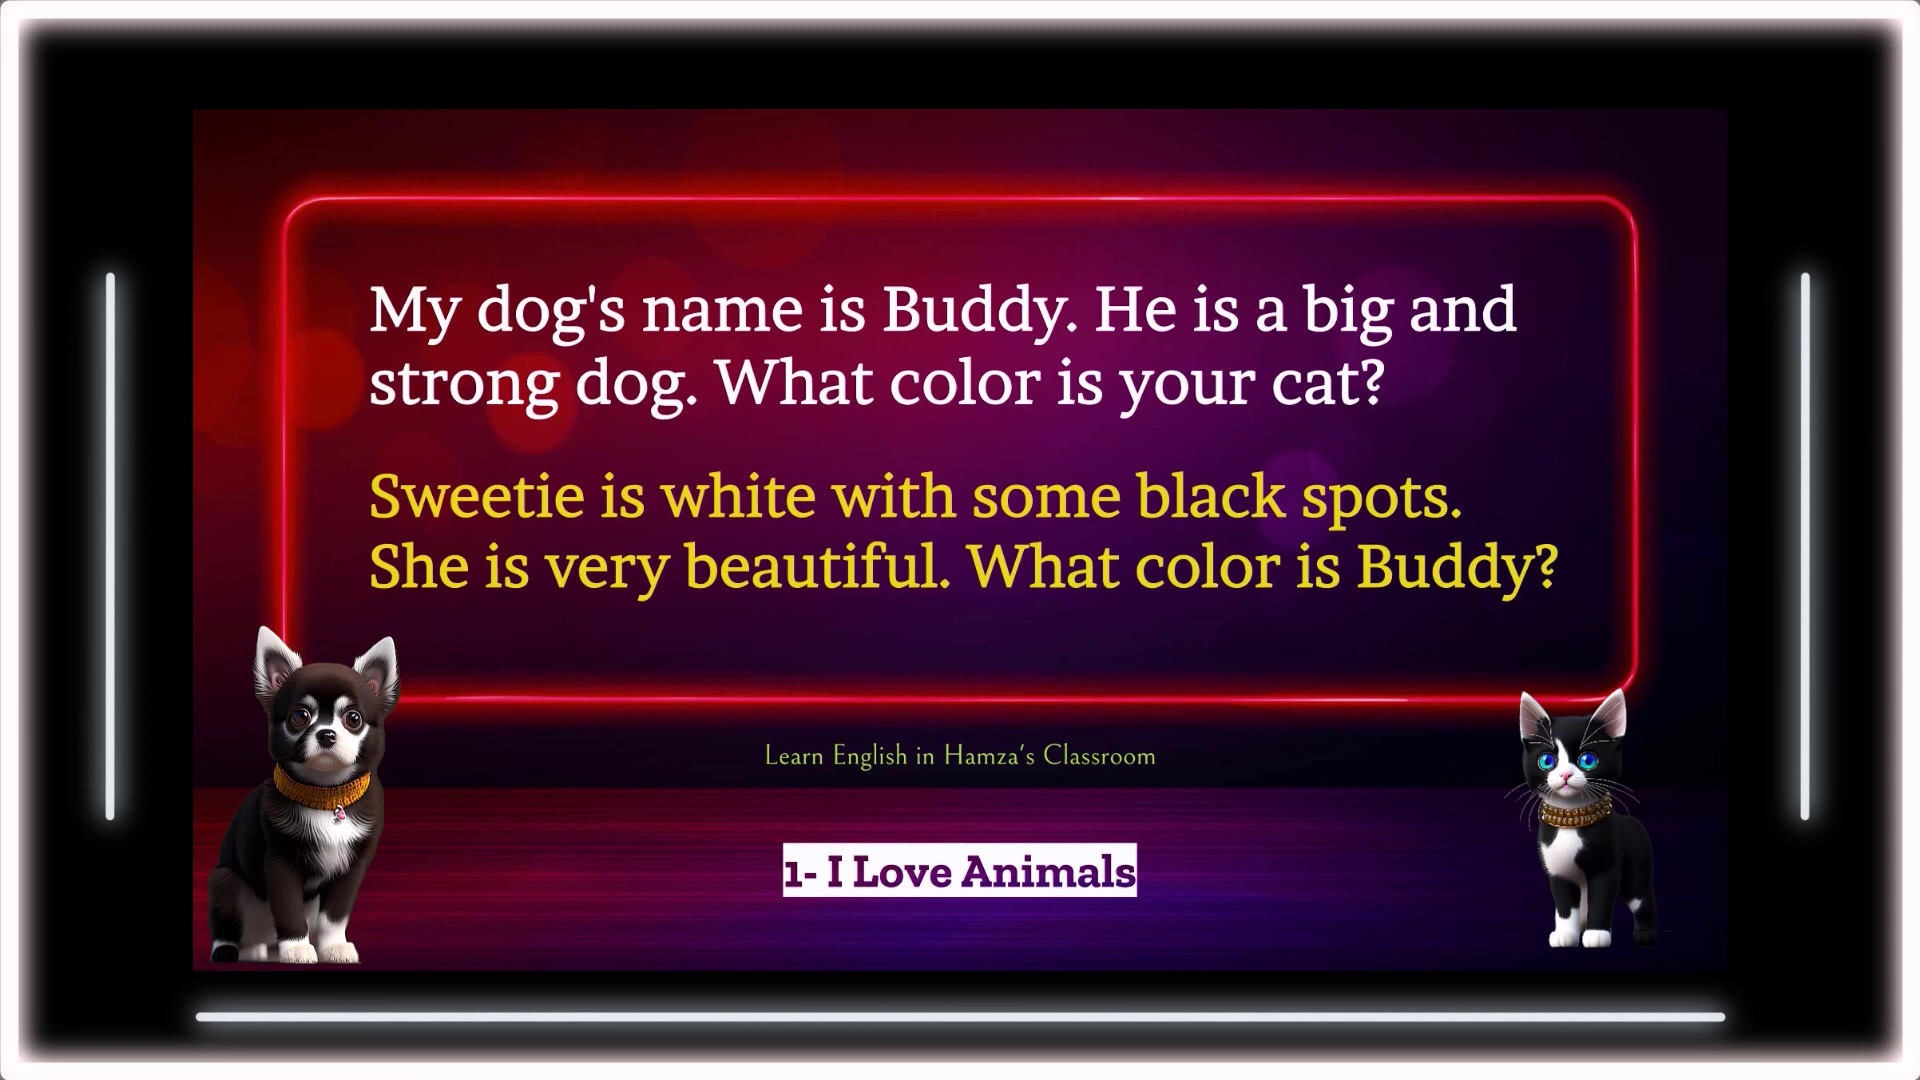 My dog's name is Buddy. He is a big and
strong dog. What color is your cat?
Sweetie is white with some black spots.
She is very beautiful. What color is Buddy?
Learn English in Hamza's Classroom
1- I Love Animals